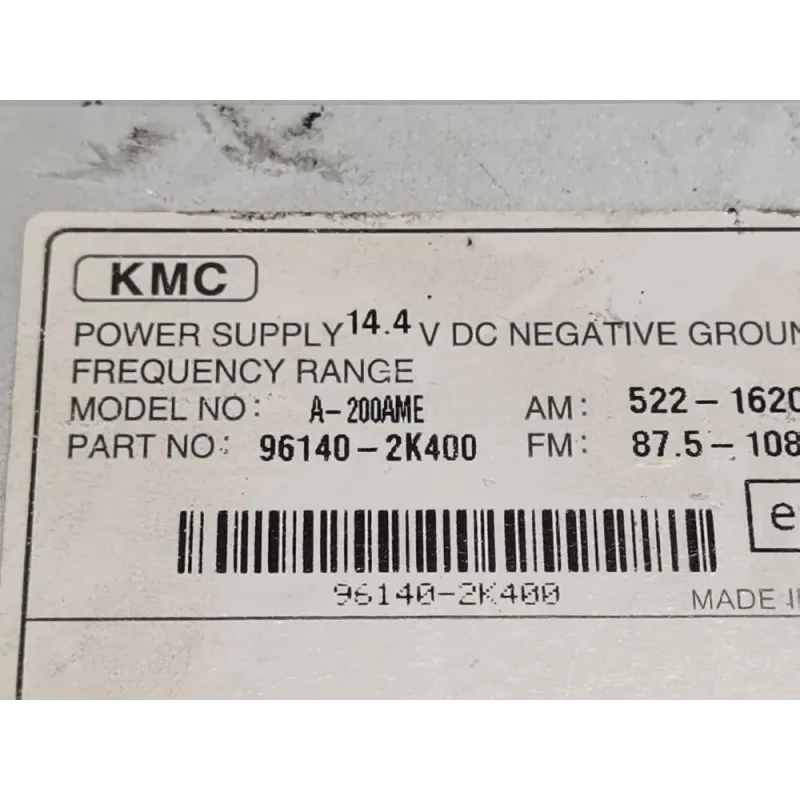 KMC
POWER SUPPLY 14.4 V DC NEGATIVE GROUN
FREQUENCY RANGE
MODEL NO: A-200AME AM: 522-1620
PART NO: 96140-2K400 FM: 87.5-108
e
96140-2K400
MADE I